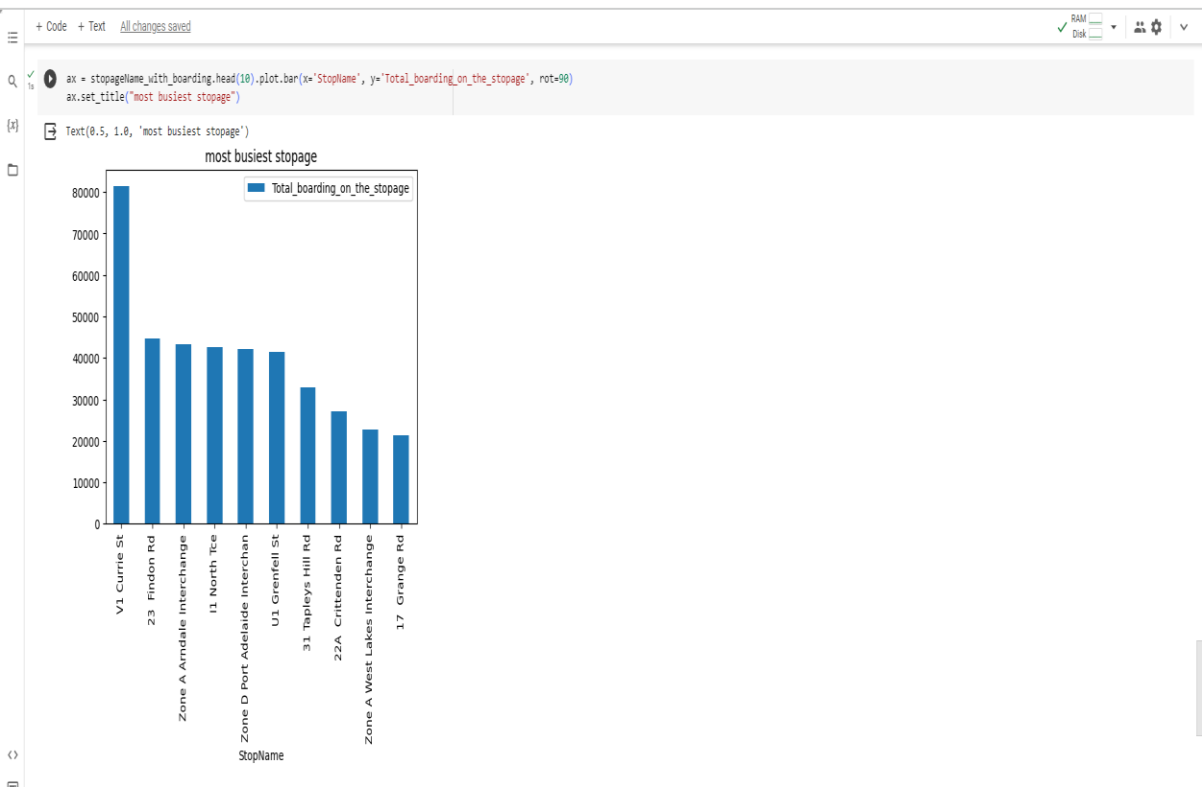 + Code + Text All changes saved
RAM
Disk
1s
ax = stopageName_with_boarding.head(10).plot.bar(x='StopName', y='Total_boarding_on_the_stopage', rot=90)
ax.set_title("most busiest stopage")
{x}
Text(0.5, 1.0, 'most busiest stopage')
most busiest stopage
Total_boarding_on_the_stopage
80000
70000
60000
50000
40000
30000
20000
10000
0
V1 Currie St
23 Findon Rd
Zone A Arndale Interchange
I1 North Tce
Zone D Port Adelaide Interchan
U1 Grenfell St
31 Tapleys Hill Rd
22A Crittenden Rd
Zone A West Lakes Interchange
17 Grange Rd
StopName